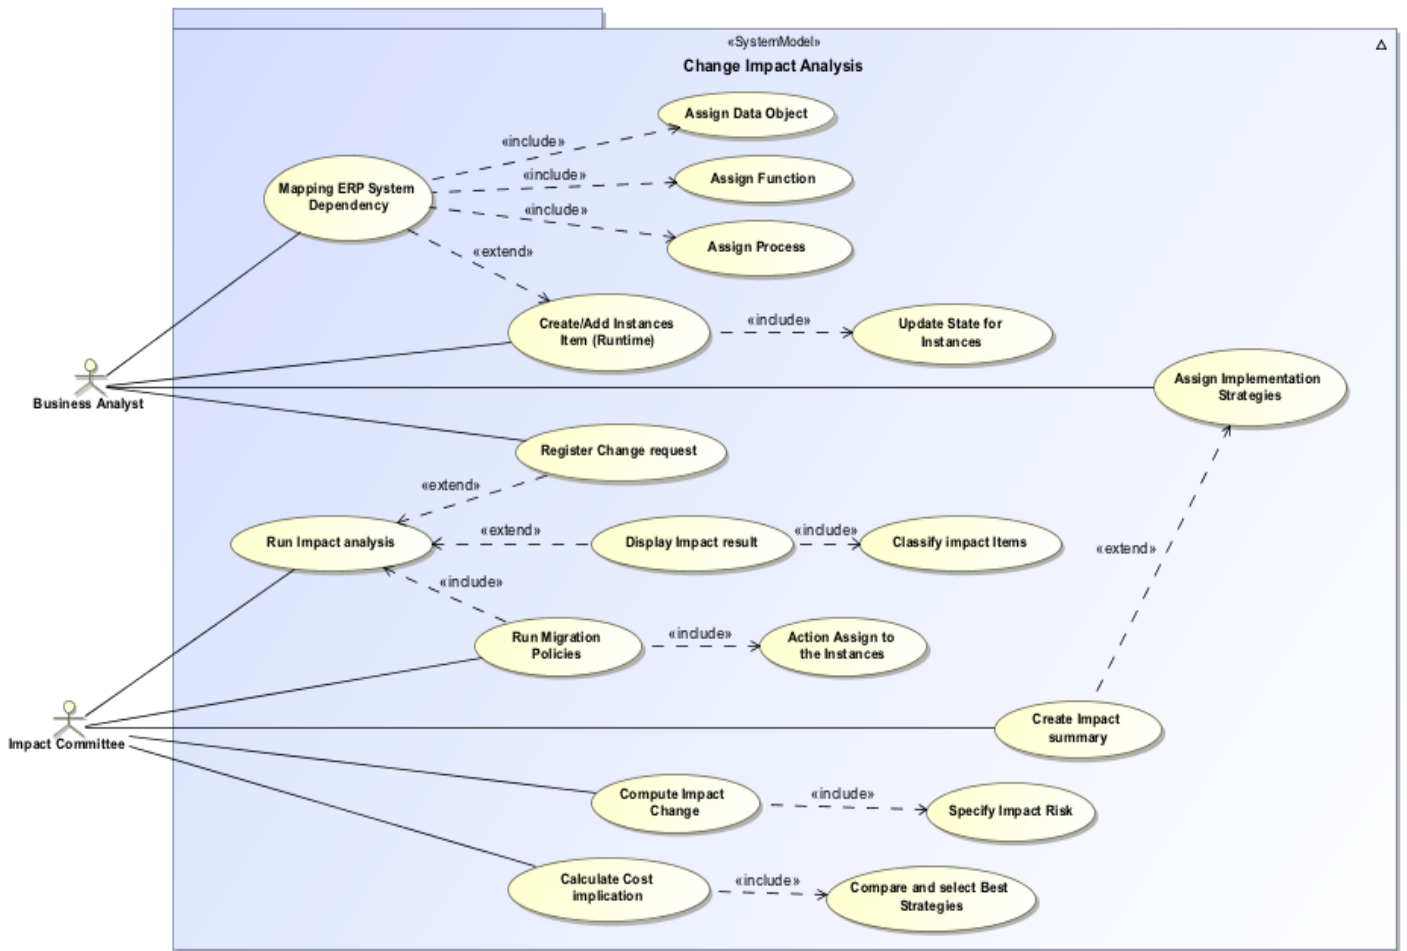 «SystemModel»
Change Impact Analysis
Assign Data Object
«include»
Mapping ERP System
Dependency
«include»
Assign Function
«include»
Assign Process
«extend»
Create/Add Instances
Item (Runtime)
«include»
Update State for
Instances
Business Analyst
Assign Implementation
Strategies
Register Change request
«extend»
Run Impact analysis
«extend»
Display Impact result
«include»
Classify impact Items
«extend»
«include»
Run Migration
Policies
«include»
Action Assign to
the Instances
Impact Committee
Create Impact
summary
Compute Impact
Change
«include»
Specify Impact Risk
Calculate Cost
implication
«include»
Compare and select Best
Strategies